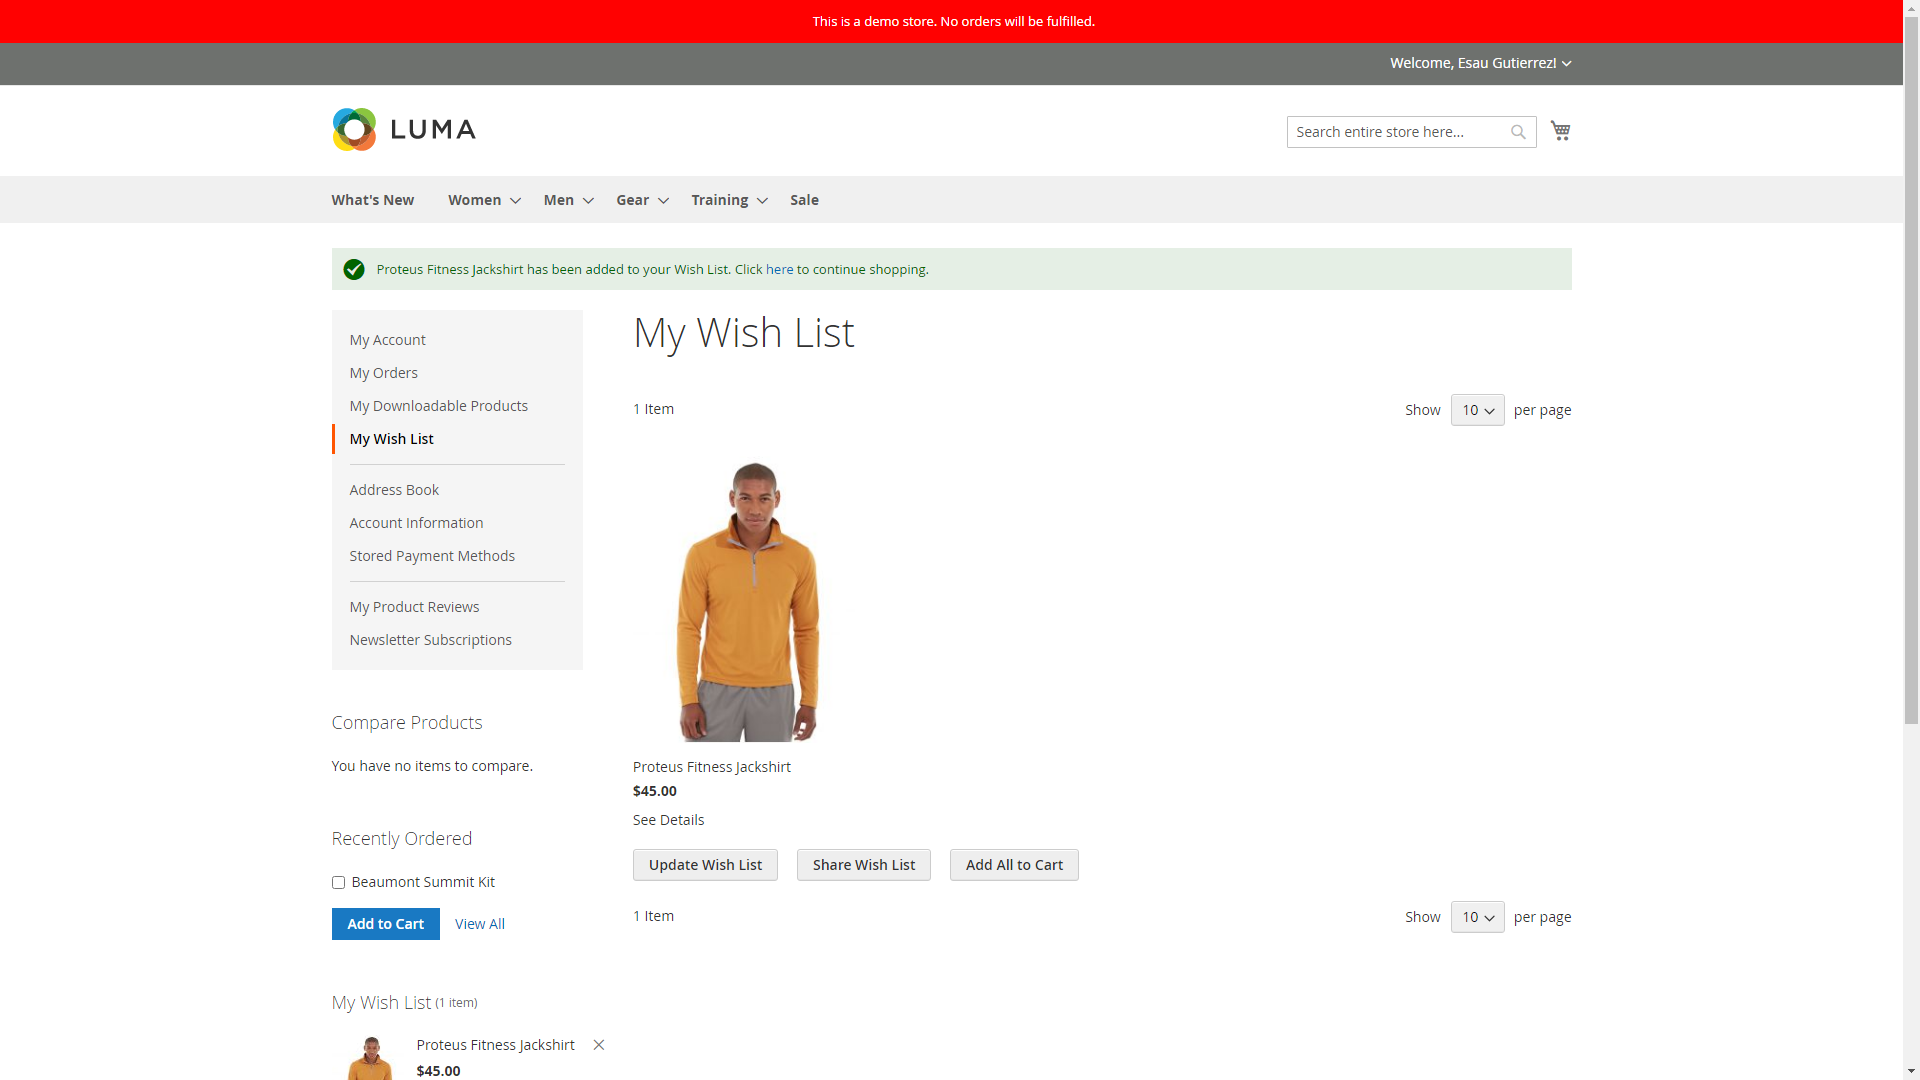 This is a demo store. No orders will be fulfilled.
Welcome, Esau Gutierrez!
LUMA
Search entire store here...
What's New Women Men Gear Training Sale
Proteus Fitness Jackshirt has been added to your Wish List. Click here to continue shopping.
My Account
My Orders
My Downloadable Products
My Wish List
Address Book
Account Information
Stored Payment Methods
My Product Reviews
Newsletter Subscriptions
Compare Products
You have no items to compare.
Recently Ordered
Beaumont Summit Kit
Add to Cart View All
My Wish List (1 item)
Proteus Fitness Jackshirt
$45.00
My Wish List
1 Item
Show 10 per page
Proteus Fitness Jackshirt
$45.00
See Details
Update Wish List Share Wish List Add All to Cart
1 Item
Show 10 per page